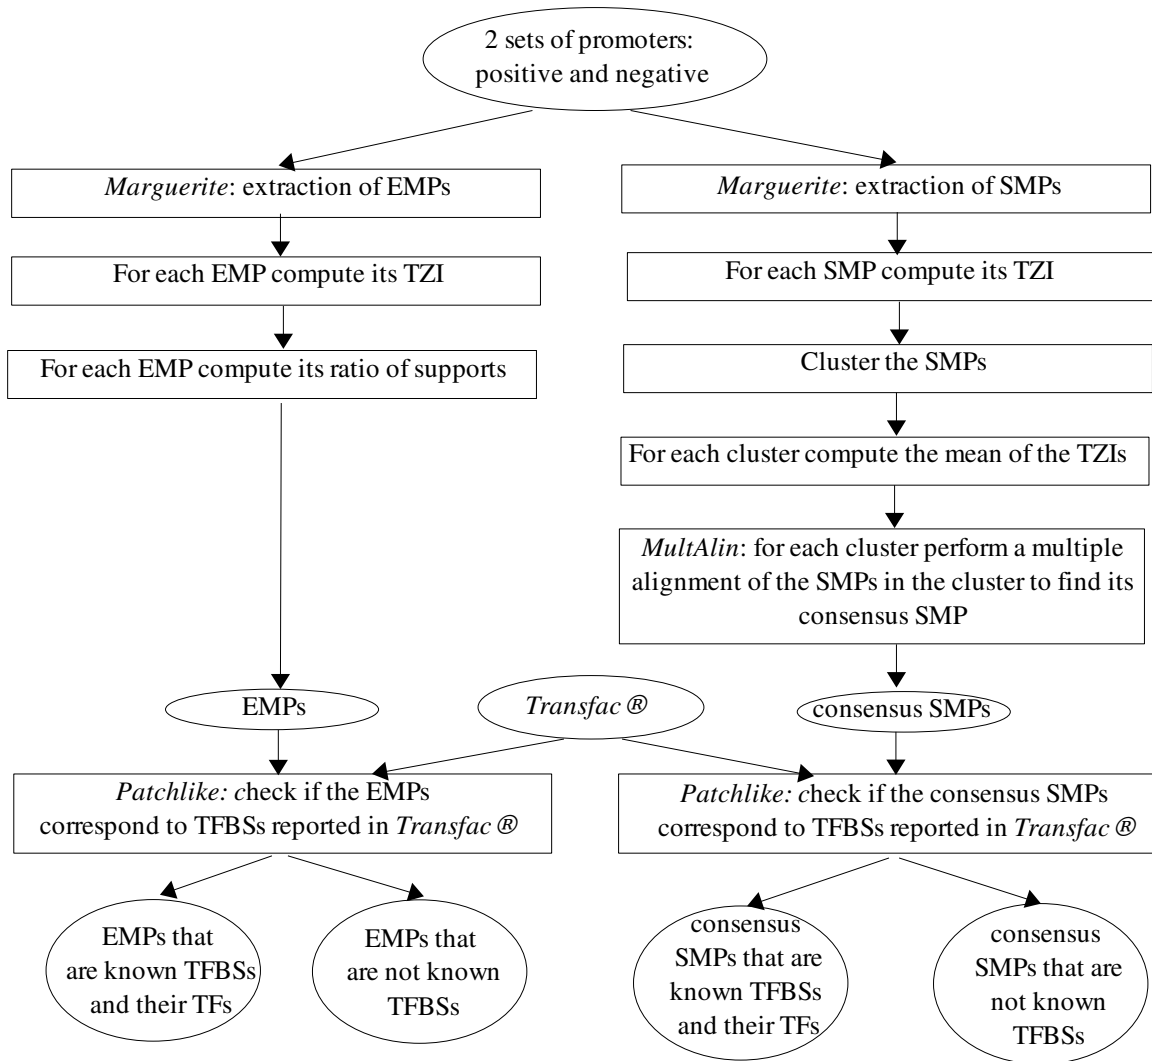 2 sets of promoters:
positive and negative
Marguerite: extraction of EMPs
For each EMP compute its TZI
For each EMP compute its ratio of supports
Marguerite: extraction of SMPs
For each SMP compute its TZI
Cluster the SMPs
For each cluster compute the mean of the TZIs
MultAlin: for each cluster perform a multiple
alignment of the SMPs in the cluster to find its
consensus SMP
EMPs
Transfac®
consensus SMPs
Patchlike: check if the EMPs
correspond to TFBSs reported in Transfac®
Patchlike: check if the consensus SMPs
correspond to TFBSs reported in Transfac®
EMPs that
are known TFBSs
and their TFs
EMPs that
are not known
TFBSs
consensus
SMPs that are
known TFBSs
and their TFs
consensus
SMPs that are
not known
TFBSs